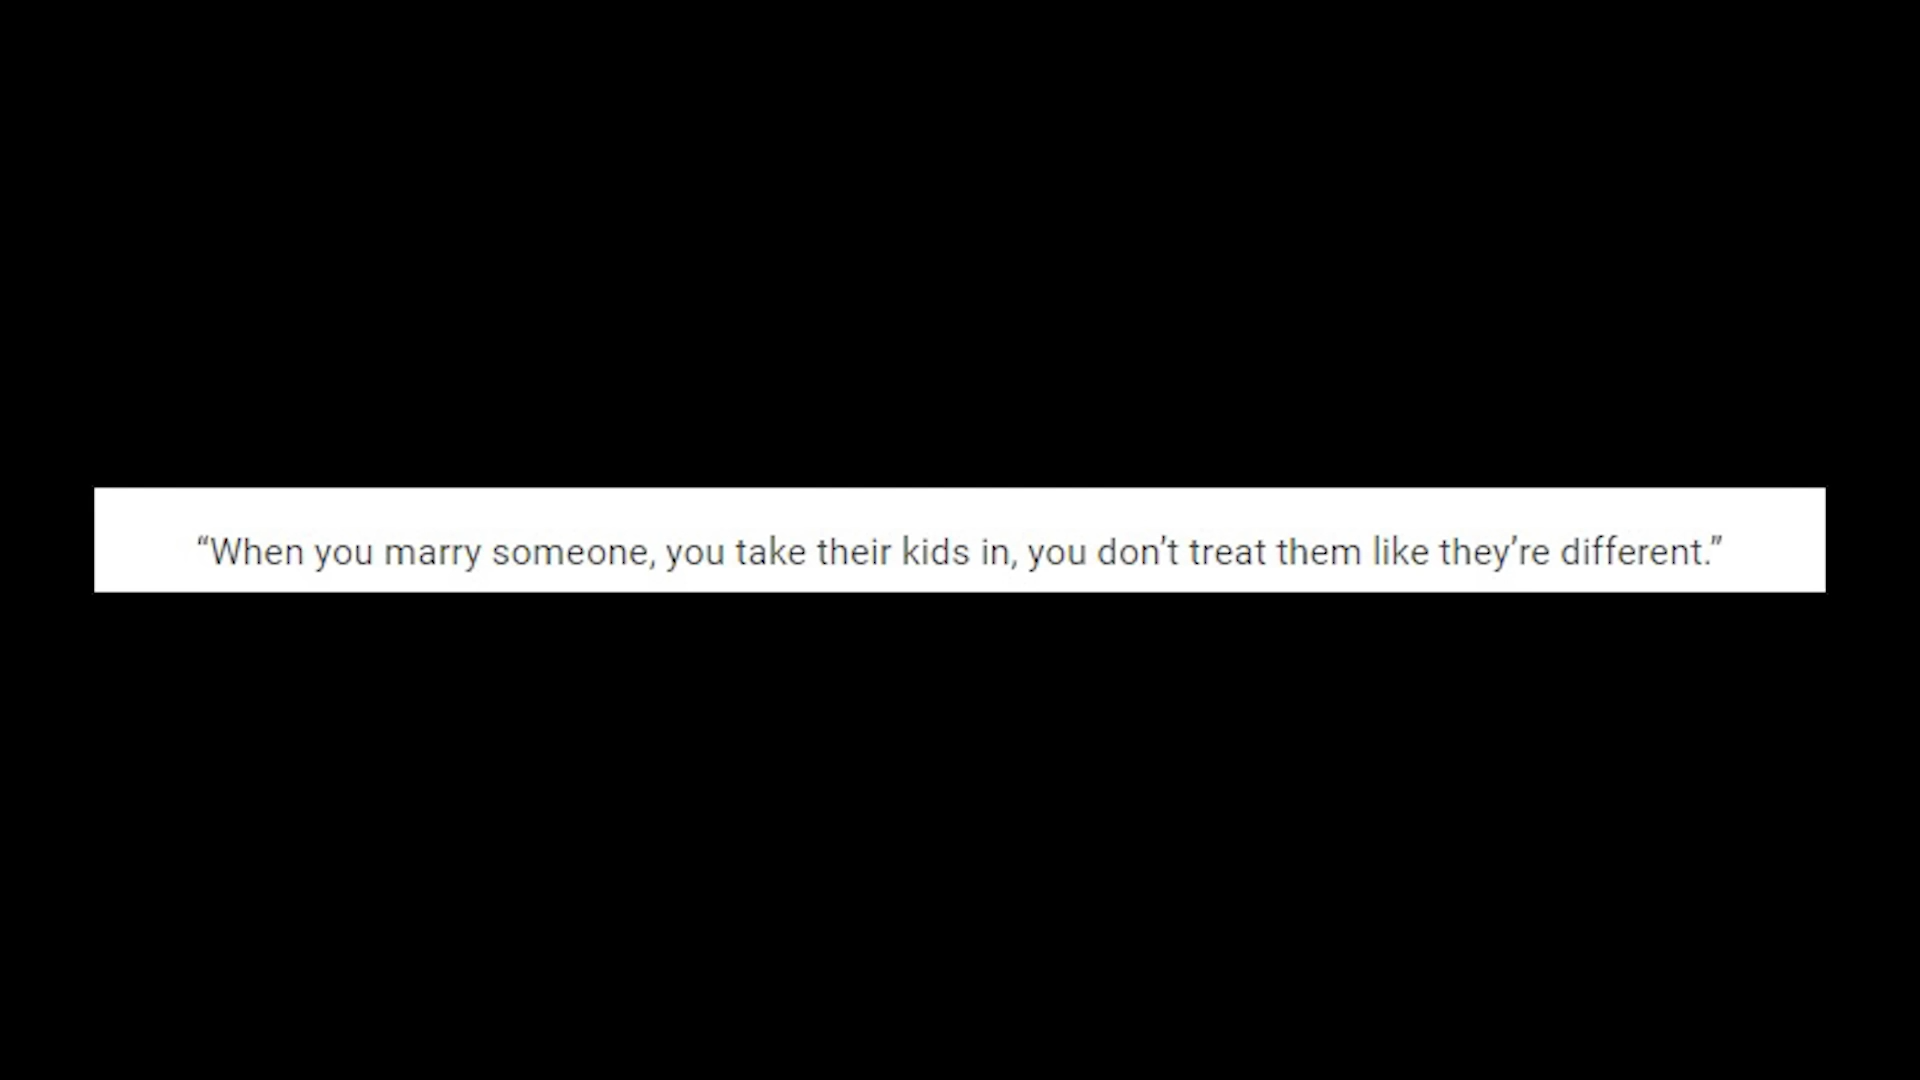 “When you marry someone, you take their kids in, you don’t treat them like they’re different.”